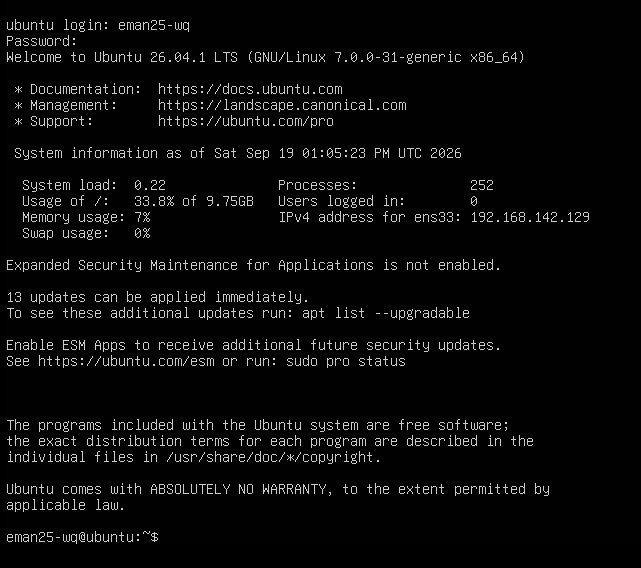 ubuntu login: eman25-wq
Password:
Welcome to Ubuntu 26.04.1 LTS (GNU/Linux 7.0.0-31-generic x86_64)
* Documentation:  https://docs.ubuntu.com
* Management:     https://landscape.canonical.com
* Support:        https://ubuntu.com/pro
System information as of Sat Sep 19 01:05:23 PM UTC 2026
System load:  0.22              Processes:              252
Usage of /:   33.8% of 9.75GB   Users logged in:        0
Memory usage: 7%                IPv4 address for ens33: 192.168.142.129
Swap usage:   0%
Expanded Security Maintenance for Applications is not enabled.
13 updates can be applied immediately.
To see these additional updates run: apt list --upgradable
Enable ESM Apps to receive additional future security updates.
See https://ubuntu.com/esm or run: sudo pro status
The programs included with the Ubuntu system are free software;
the exact distribution terms for each program are described in the
individual files in /usr/share/doc/*/copyright.
Ubuntu comes with ABSOLUTELY NO WARRANTY, to the extent permitted by
applicable law.
eman25-wq@ubuntu:~$